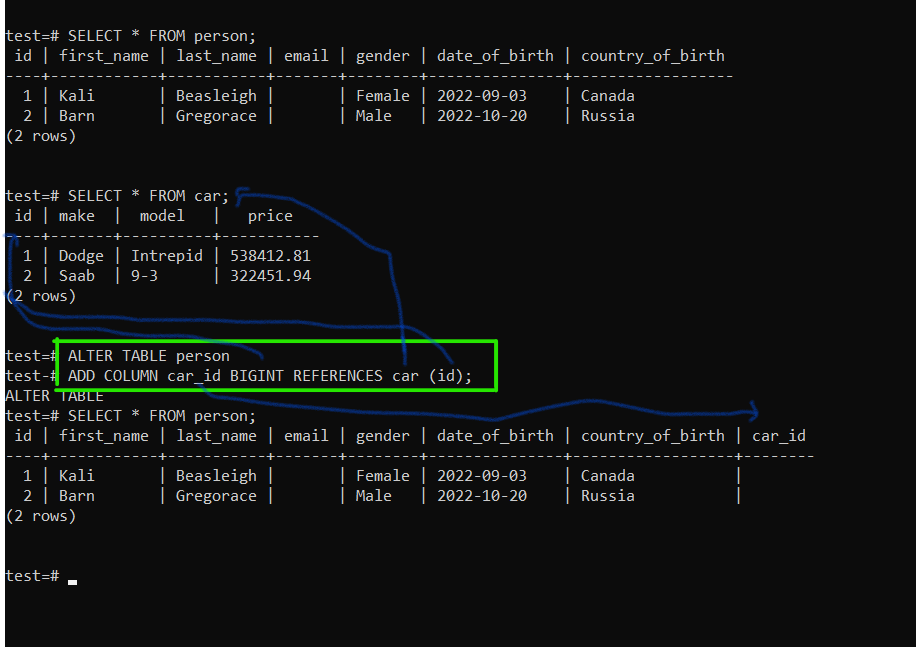 test=# SELECT * FROM person;
 id | first_name | last_name | email | gender | date_of_birth | country_of_birth
----+------------+-----------+-------+--------+---------------+------------------
  1 | Kali       | Beasleigh |       | Female | 2022-09-03    | Canada
  2 | Barn       | Gregorace |       | Male   | 2022-10-20    | Russia
(2 rows)
test=# SELECT * FROM car;
 id | make  |  model   |   price
----+-------+----------+-----------
  1 | Dodge | Intrepid | 538412.81
  2 | Saab  | 9-3      | 322451.94
(2 rows)
test=# ALTER TABLE person
test-# ADD COLUMN car_id BIGINT REFERENCES car (id);
ALTER TABLE
test=# SELECT * FROM person;
 id | first_name | last_name | email | gender | date_of_birth | country_of_birth | car_id
----+------------+-----------+-------+--------+---------------+------------------+--------
  1 | Kali       | Beasleigh |       | Female | 2022-09-03    | Canada           |
  2 | Barn       | Gregorace |       | Male   | 2022-10-20    | Russia           |
(2 rows)
test=#